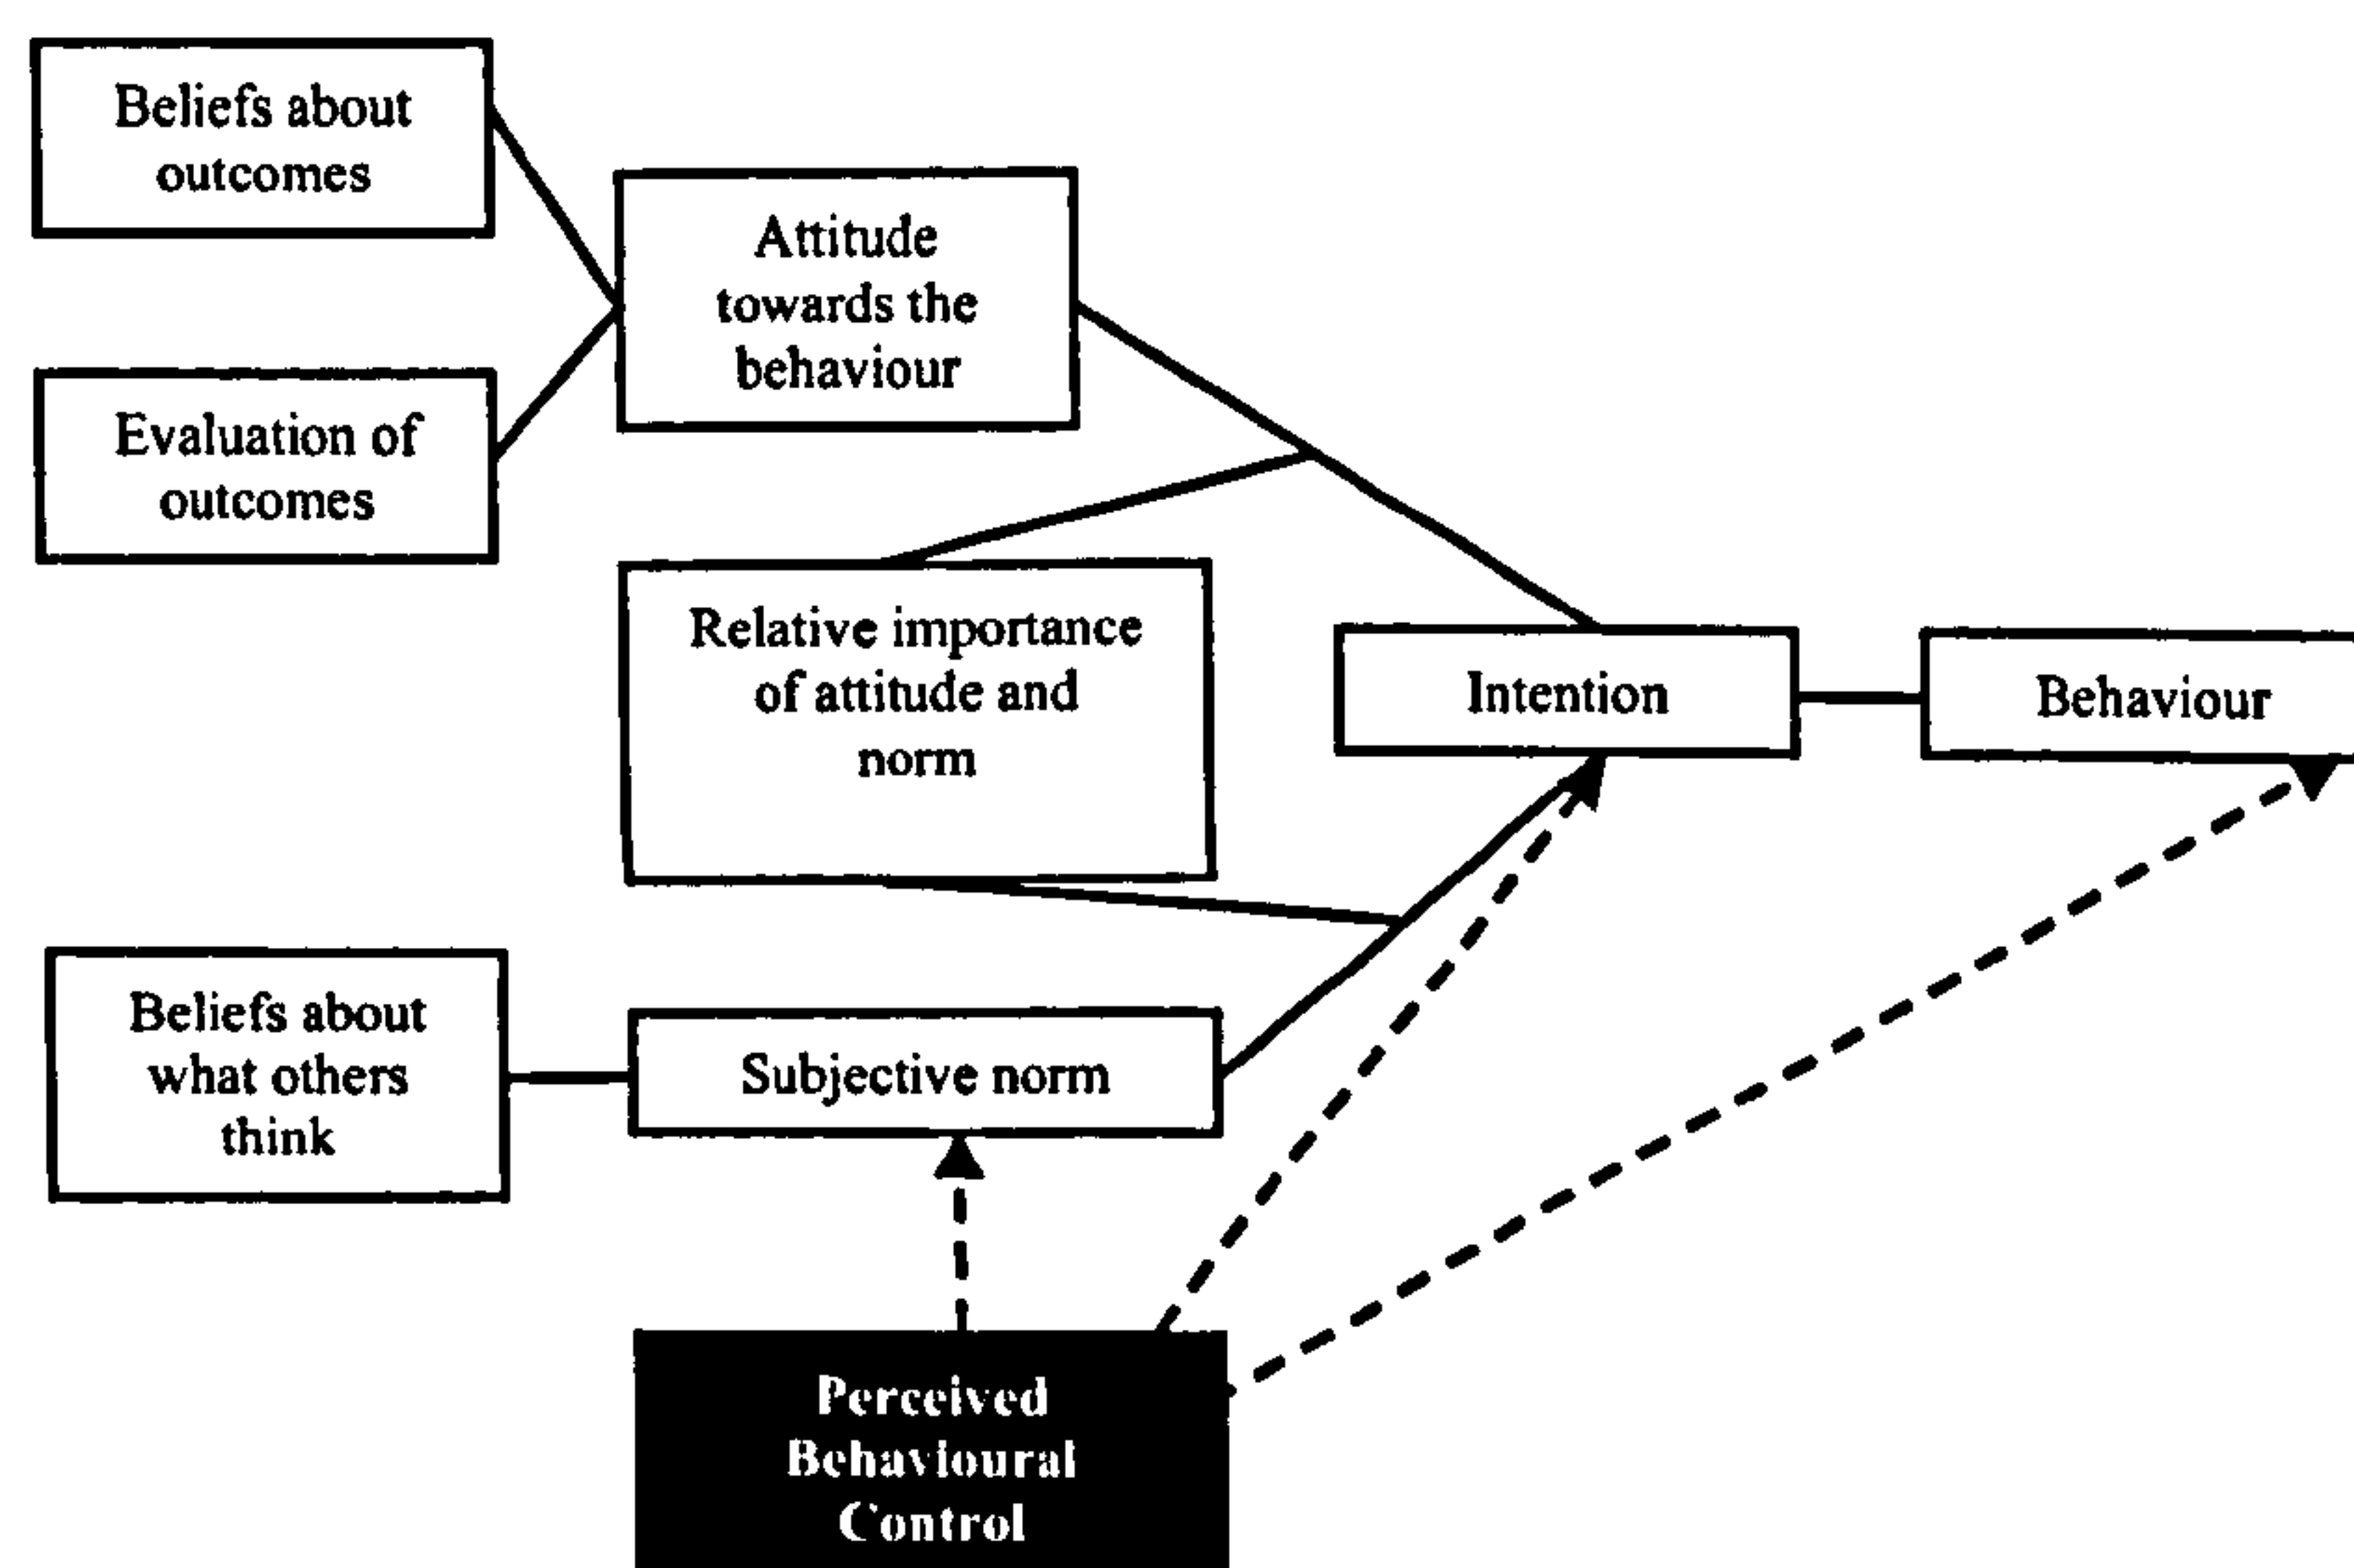 Beliefs about
outcomes
Attitude
towards the
behaviour
Evaluation of
outcomes
Relative importance
of attitude and
norm
Intention
Behaviour
Beliefs about
what others
think
Subjective norm
Perceived
Behavioural
Control